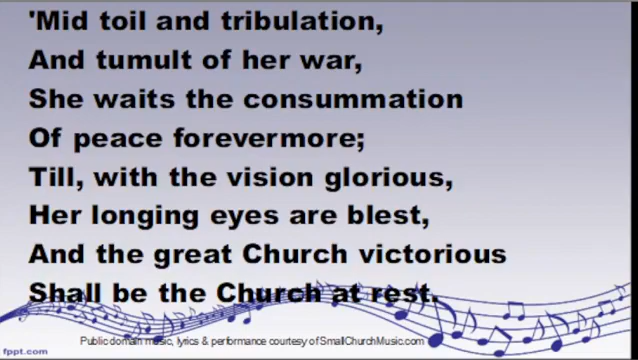 'Mid toil and tribulation,
And tumult of her war,
She waits the consummation
Of peace forevermore;
Till, with the vision glorious,
Her longing eyes are blest,
And the great Church victorious
Shall be the Church at rest.
Public domain music, lyrics & performance courtesy of SmallChurchMusic.com
fppt.com